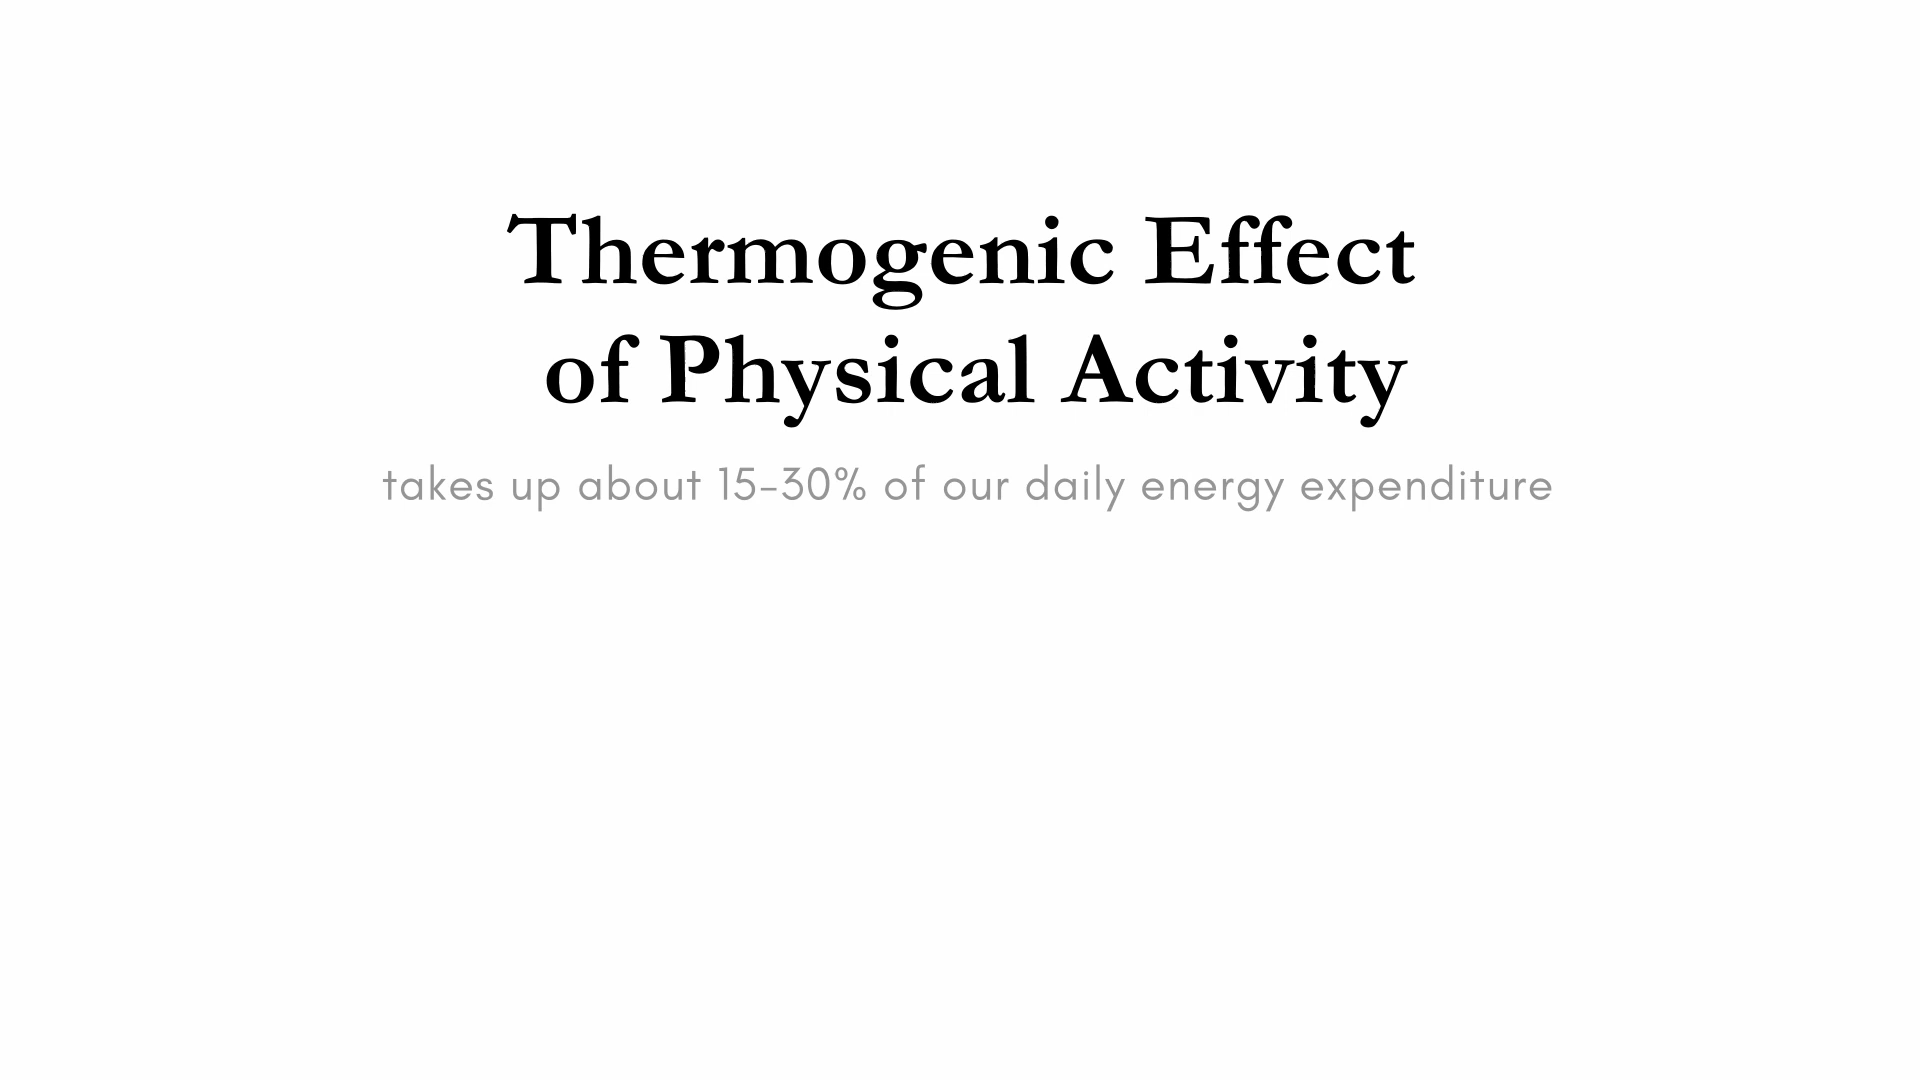 Thermogenic Effect
of Physical Activity
takes up about 15-30% of our daily energy expenditure